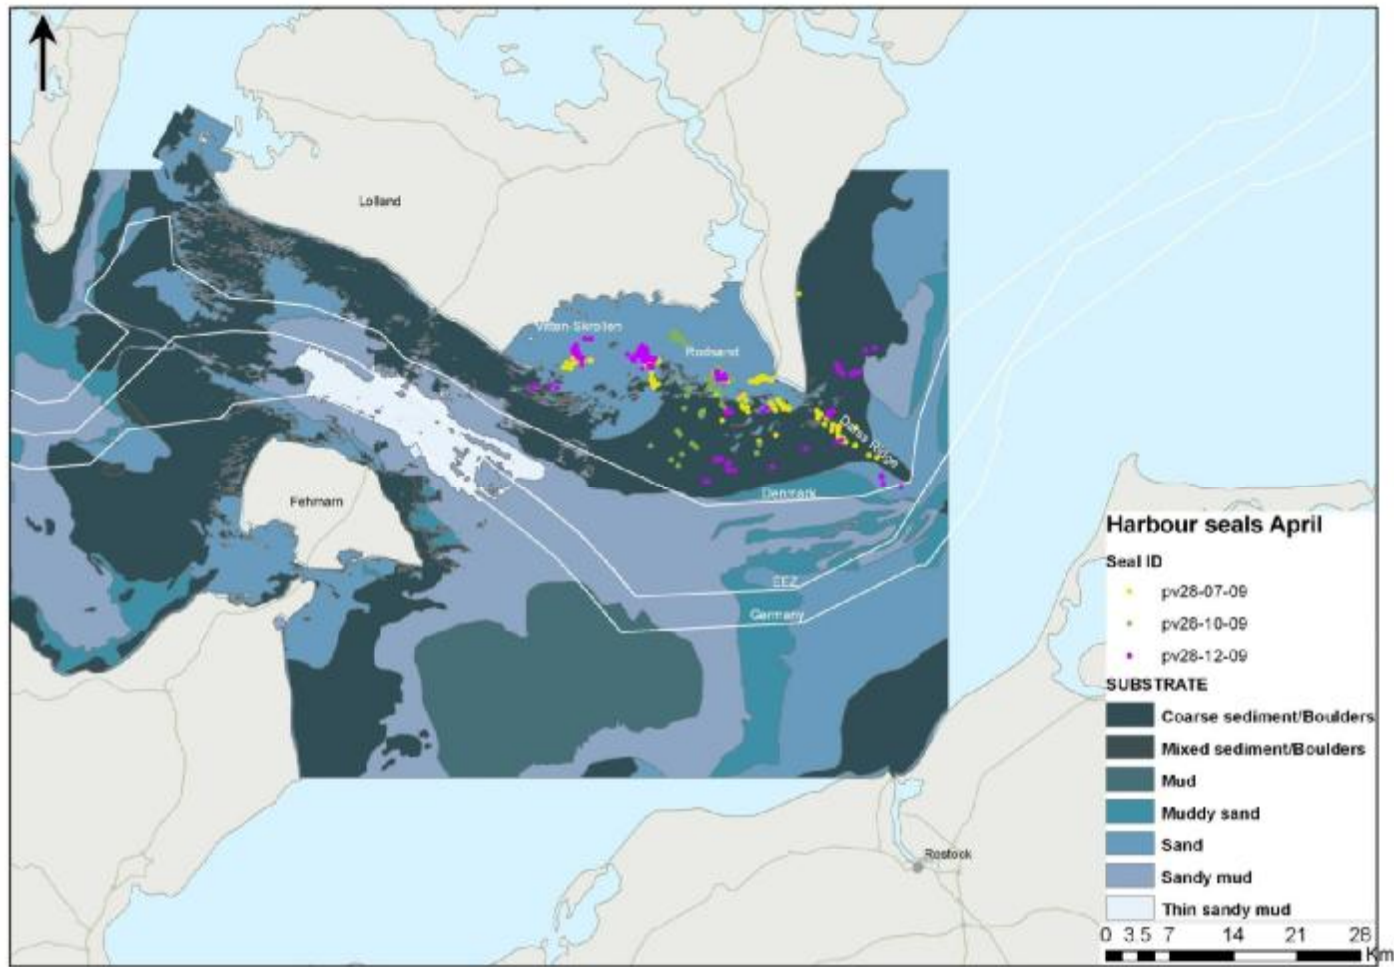 Lolland
Vitten-Skrollen
Rødsand
Darss Ridge
Denmark
Fehmarn
EEZ
Germany
Rostock
Harbour seals April
Seal ID
pv28-07-09
pv28-10-09
pv28-12-09
SUBSTRATE
Coarse sediment/Boulders
Mixed sediment/Boulders
Mud
Muddy sand
Sand
Sandy mud
Thin sandy mud
0 3.5 7 14 21 28
Km